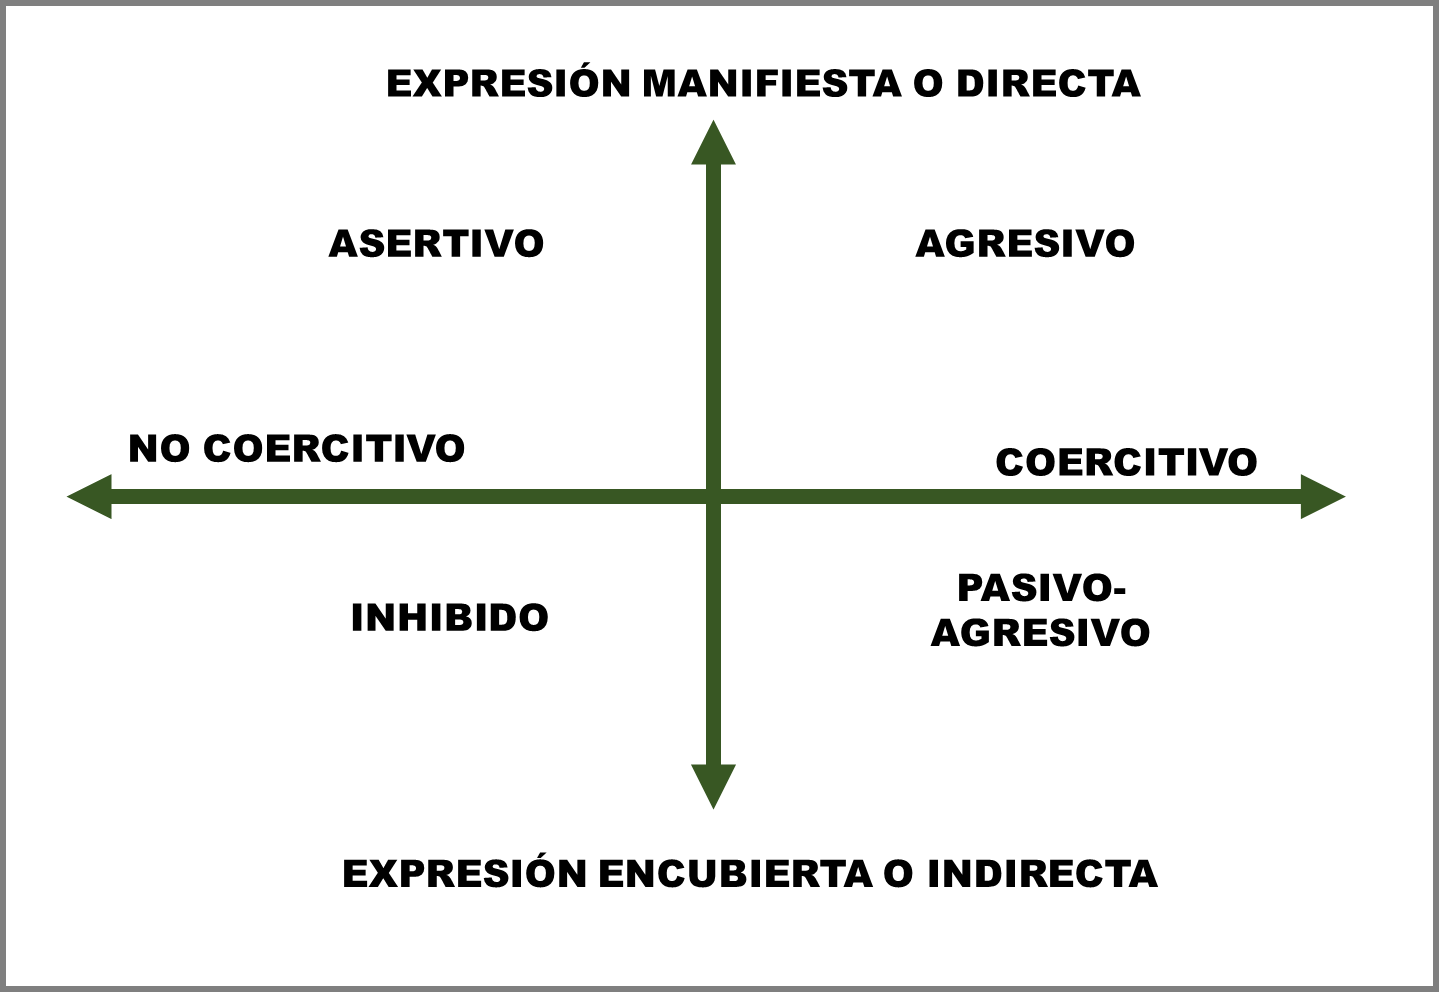 EXPRESIÓN MANIFIESTA O DIRECTA
ASERTIVO
AGRESIVO
NO COERCITIVO
COERCITIVO
INHIBIDO
PASIVO-
AGRESIVO
EXPRESIÓN ENCUBIERTA O INDIRECTA